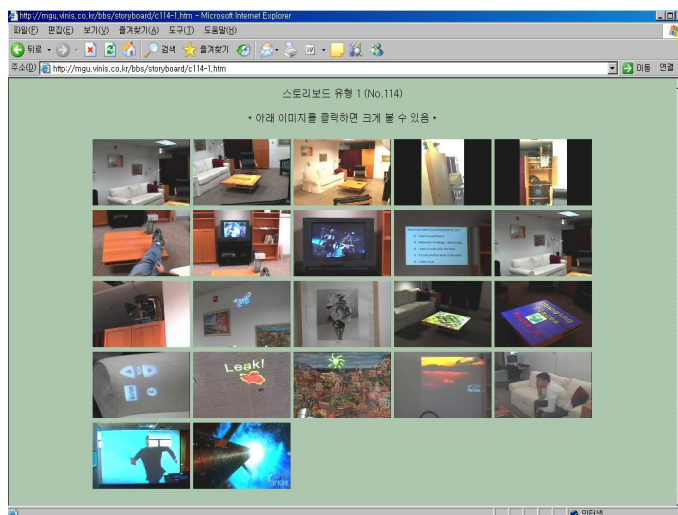 http://mgu.vinis.co.kr/bbs/storyboard/c114-1.htm - Microsoft Internet Explorer
파일(F) 편집(E) 보기(V) 즐겨찾기(A) 도구(T) 도움말(H)
뒤로 검색 즐겨찾기
주소(D) http://mgu.vinis.co.kr/bbs/storyboard/c114-1.htm 이동 연결
스토리보드 유형 1 (No.114)
* 아래 이미지를 클릭하면 크게 볼 수 있음 *
Changing
Places
Leak!
인터넷